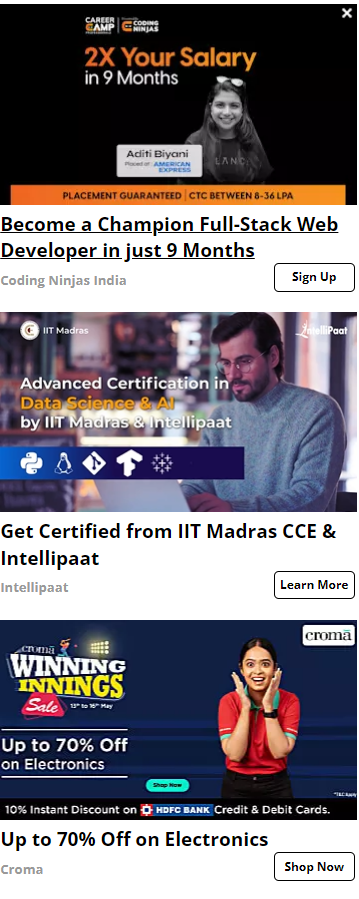 CAREER CAMP
CODING NINJAS
2X Your Salary
in 9 Months
Aditi Biyani
Placed at : AMERICAN EXPRESS
LANC
PLACEMENT GUARANTEED | CTC BETWEEN 8-36 LPA
Become a Champion Full-Stack Web
Developer in just 9 Months
Coding Ninjas India
Sign Up
IIT Madras
IntelliPaat
Advanced Certification in
Data Science & AI
by IIT Madras & Intellipaat
Get Certified from IIT Madras CCE &
Intellipaat
Intellipaat
Learn More
croma
croma
WINNING
INNINGS
Sale
13th to 16th May
Up to 70% Off
on Electronics
Shop Now
*T&C Apply
10% Instant Discount on HDFC BANK Credit & Debit Cards.
Up to 70% Off on Electronics
Croma
Shop Now